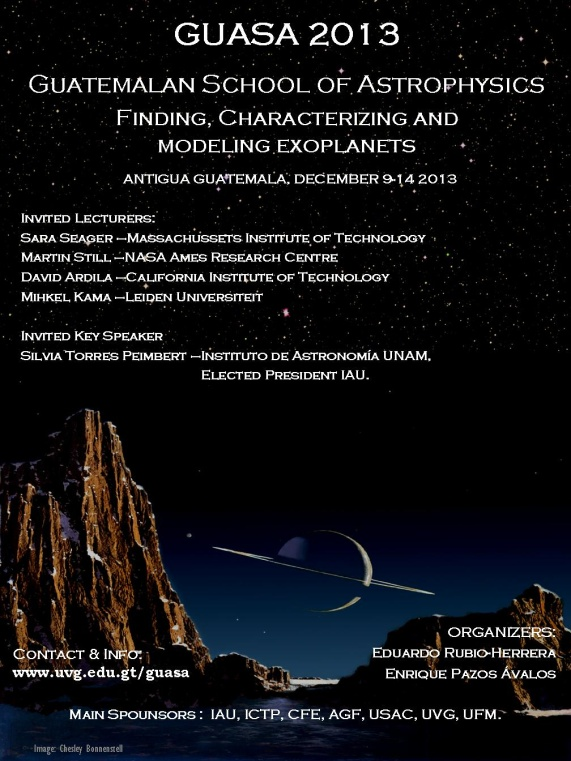 GUASA 2013
Guatemalan School of Astrophysics
Finding, Characterizing and
modeling exoplanets
Antigua Guatemala, December 9-14 2013
Invited Lecturers:
Sara Seager –Massachussets Institute of Technology
Martin Still –NASA Ames Research Centre
David Ardila –California Institute of Technology
Mihkel Kama –Leiden Universiteit
Invited Key Speaker
Silvia Torres Peimbert –Instituto de Astronomía UNAM,
Elected President IAU.
Organizers:
Eduardo Rubio-Herrera
Enrique Pazos Ávalos
Contact & Info:
www.uvg.edu.gt/guasa
Main Spounsors : IAU, ICTP, CFE, AGF, USAC, UVG, UFM.
Image: Chesley Bonnenstell